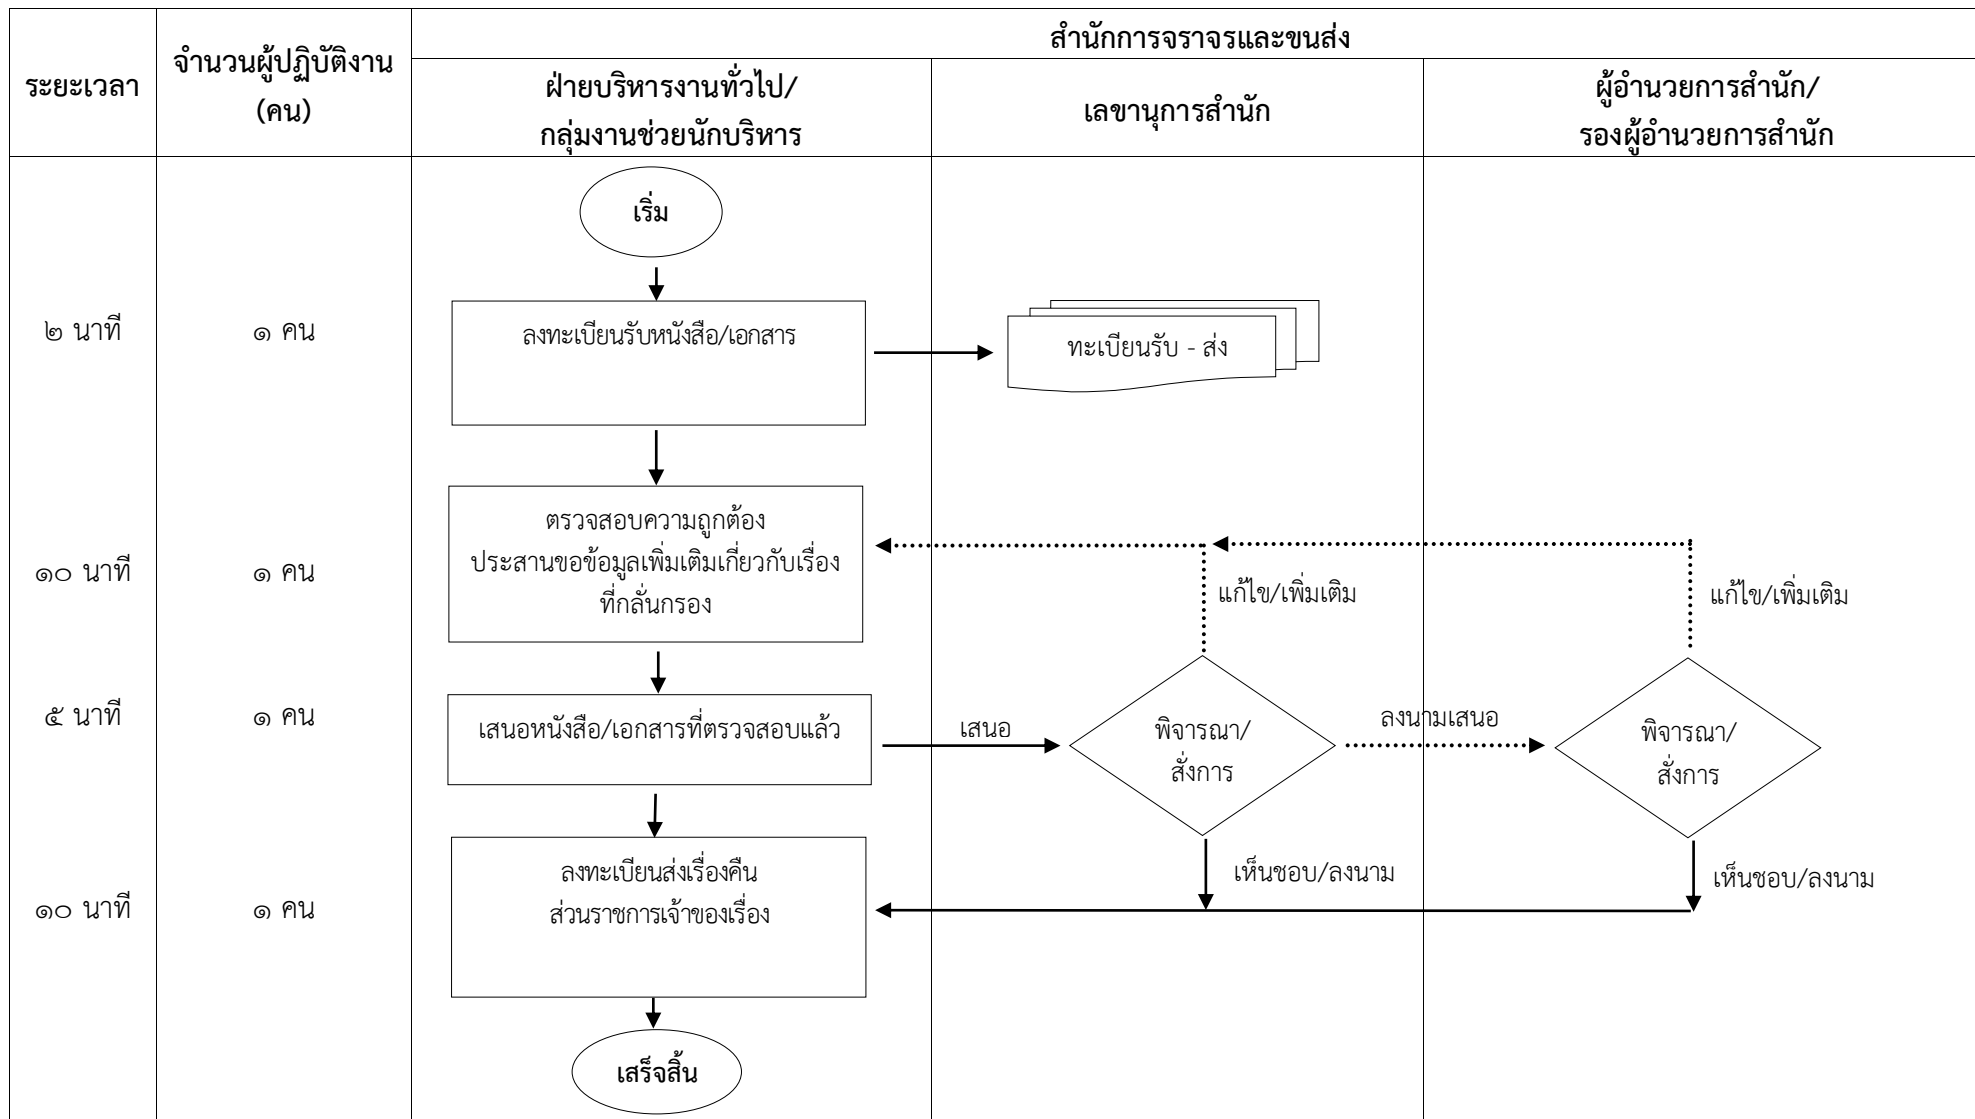 สำนักการจราจรและขนส่ง
ระยะเวลา
จำนวนผู้ปฏิบัติงาน
(คน)
ฝ่ายบริหารงานทั่วไป/
กลุ่มงานช่วยนักบริหาร
เลขานุการสำนัก
ผู้อำนวยการสำนัก/
รองผู้อำนวยการสำนัก
เริ่ม
๒ นาที
๑ คน
ลงทะเบียนรับหนังสือ/เอกสาร
ทะเบียนรับ - ส่ง
๑๐ นาที
๑ คน
ตรวจสอบความถูกต้อง
ประสานขอข้อมูลเพิ่มเติมเกี่ยวกับเรื่อง
ที่กลั่นกรอง
แก้ไข/เพิ่มเติม
แก้ไข/เพิ่มเติม
๕ นาที
๑ คน
เสนอหนังสือ/เอกสารที่ตรวจสอบแล้ว
เสนอ
พิจารณา/
สั่งการ
ลงนามเสนอ
พิจารณา/
สั่งการ
๑๐ นาที
๑ คน
ลงทะเบียนส่งเรื่องคืน
ส่วนราชการเจ้าของเรื่อง
เห็นชอบ/ลงนาม
เห็นชอบ/ลงนาม
เสร็จสิ้น